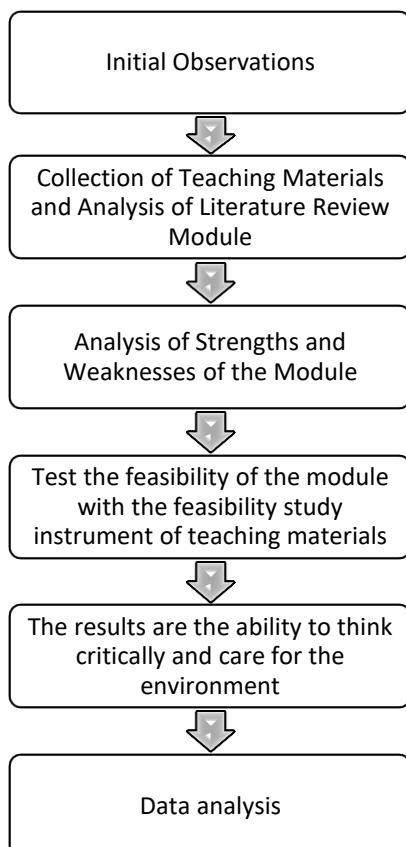 Initial Observations
Collection of Teaching Materials
and Analysis of Literature Review
Module
Analysis of Strengths and
Weaknesses of the Module
Test the feasibility of the module
with the feasibility study
instrument of teaching materials
The results are the ability to think
critically and care for the
environment
Data analysis